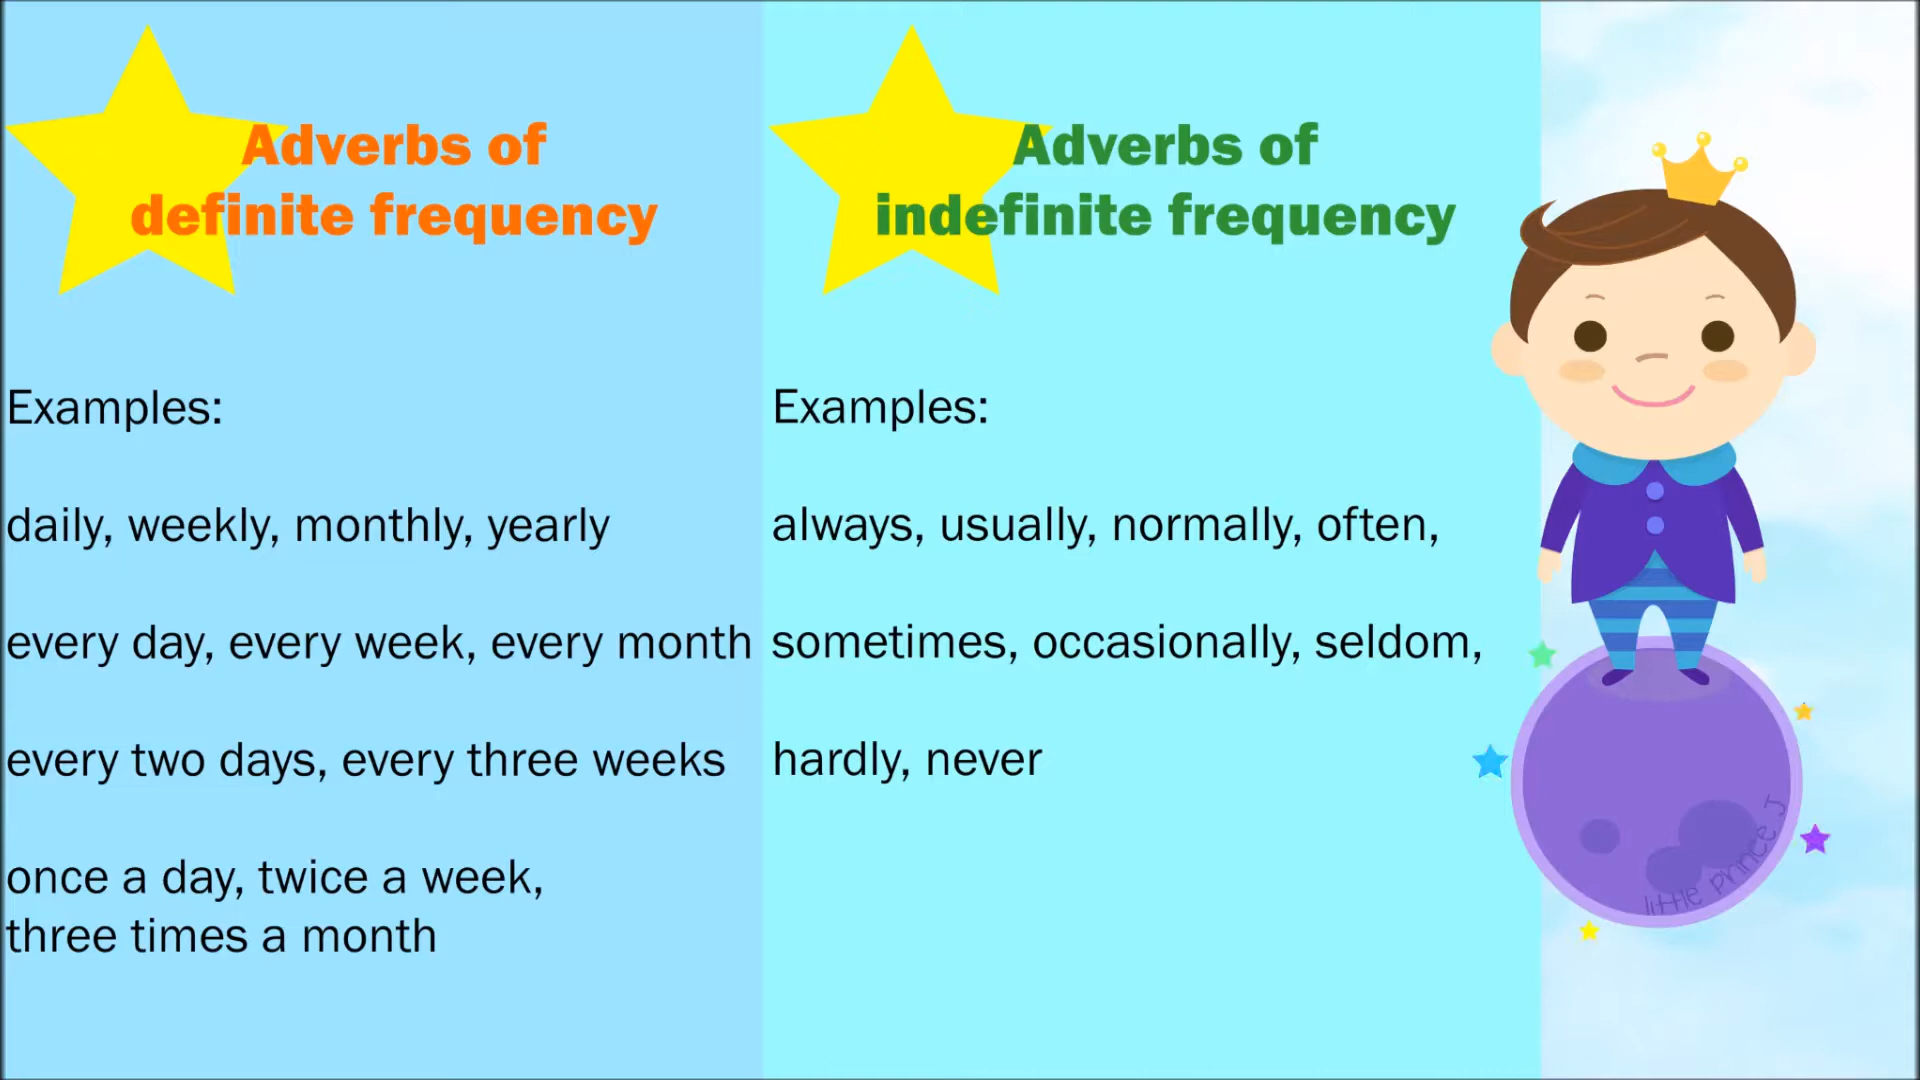 Adverbs of
definite frequency
Examples:
daily, weekly, monthly, yearly
every day, every week, every month
every two days, every three weeks
once a day, twice a week,
three times a month
Adverbs of
indefinite frequency
Examples:
always, usually, normally, often,
sometimes, occasionally, seldom,
hardly, never
little prince J